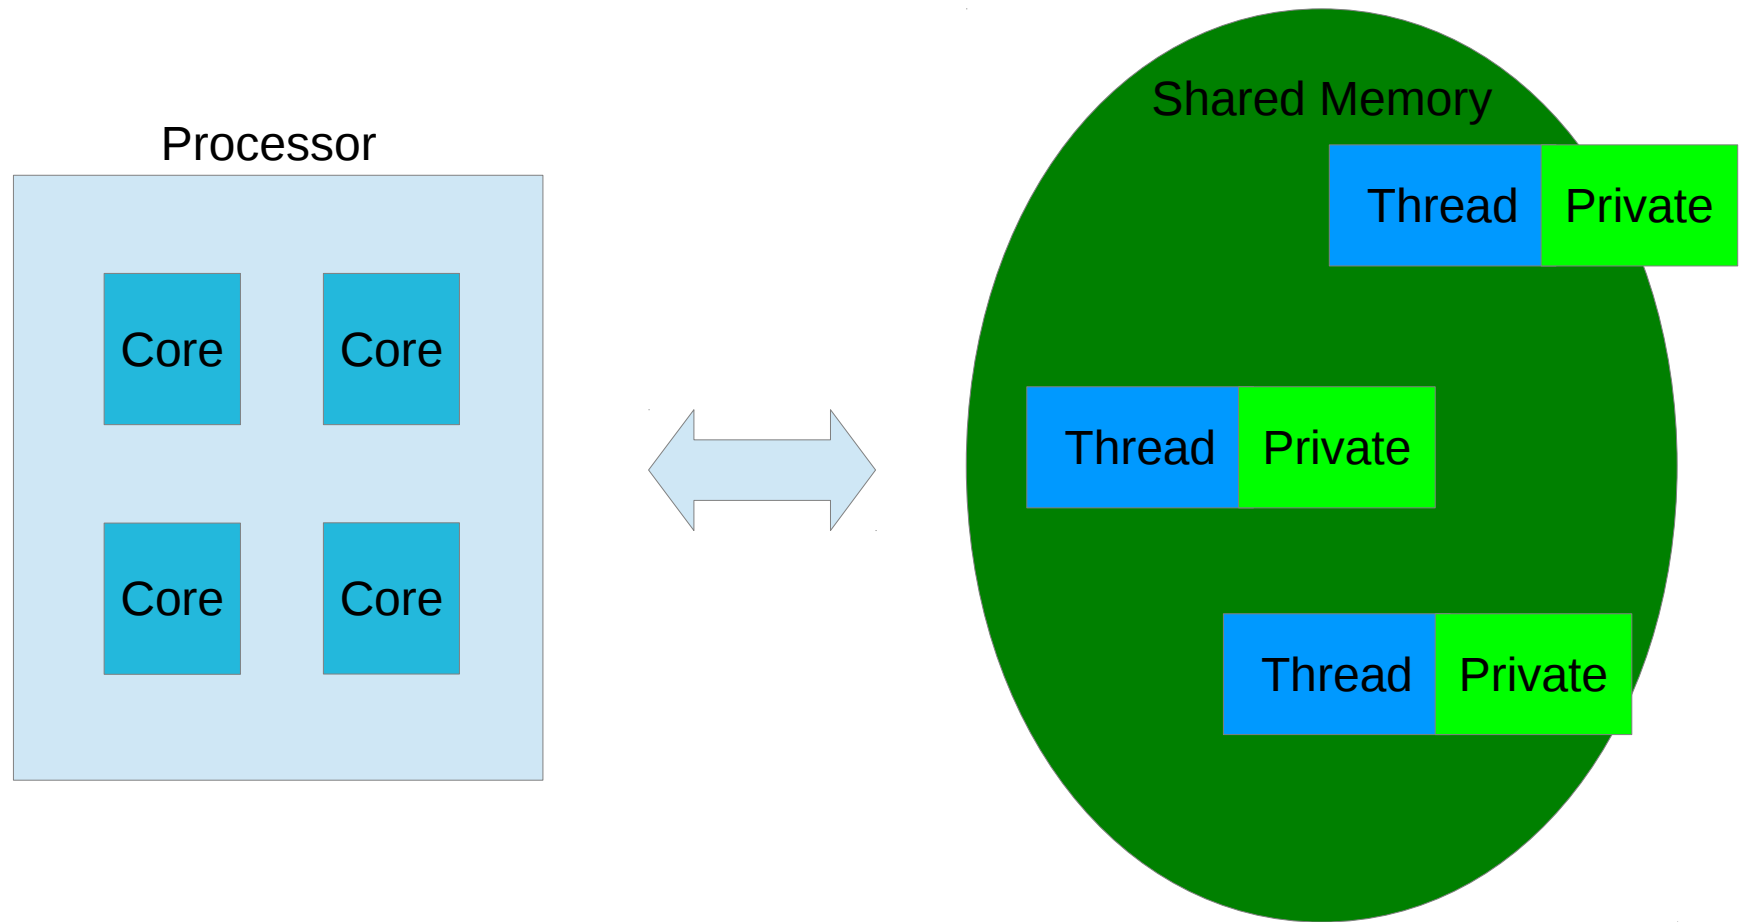 Processor
Core
Core
Core
Core
Shared Memory
Thread
Private
Thread
Private
Thread
Private